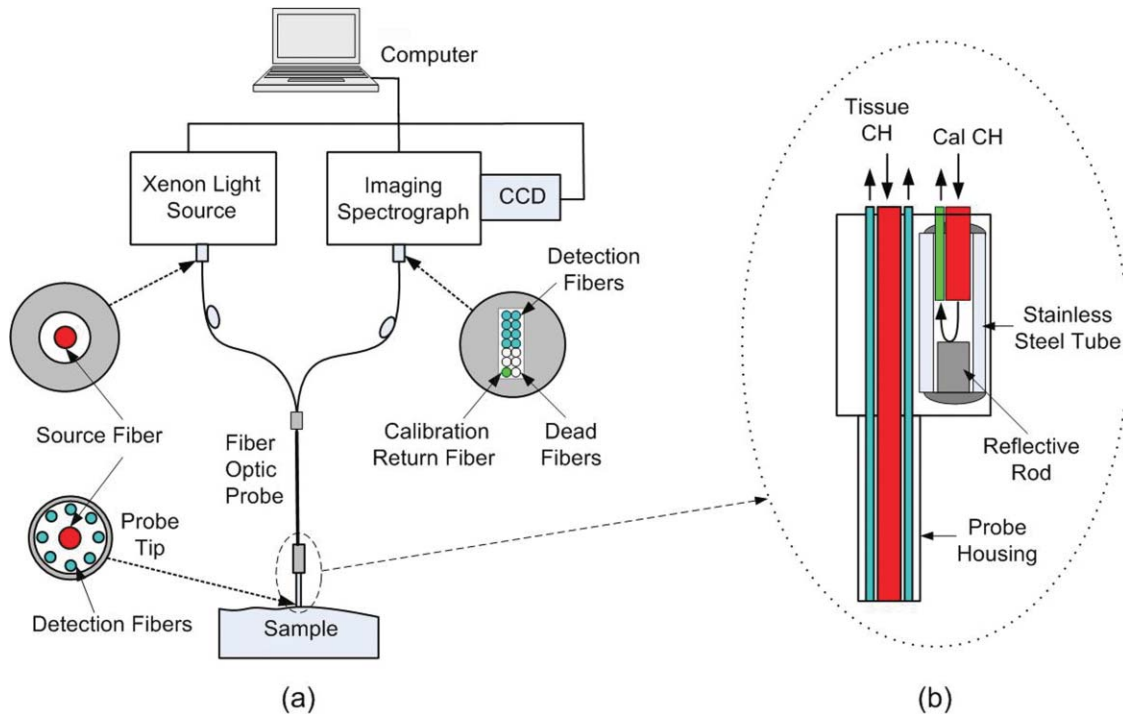 Computer
Xenon Light
Source
Imaging
Spectrograph
CCD
Detection
Fibers
Source Fiber
Fiber
Optic
Probe
Calibration
Return Fiber
Dead
Fibers
Probe
Tip
Detection Fibers
Sample
(a)
Tissue
CH
Cal CH
Stainless
Steel Tube
Reflective
Rod
Probe
Housing
(b)